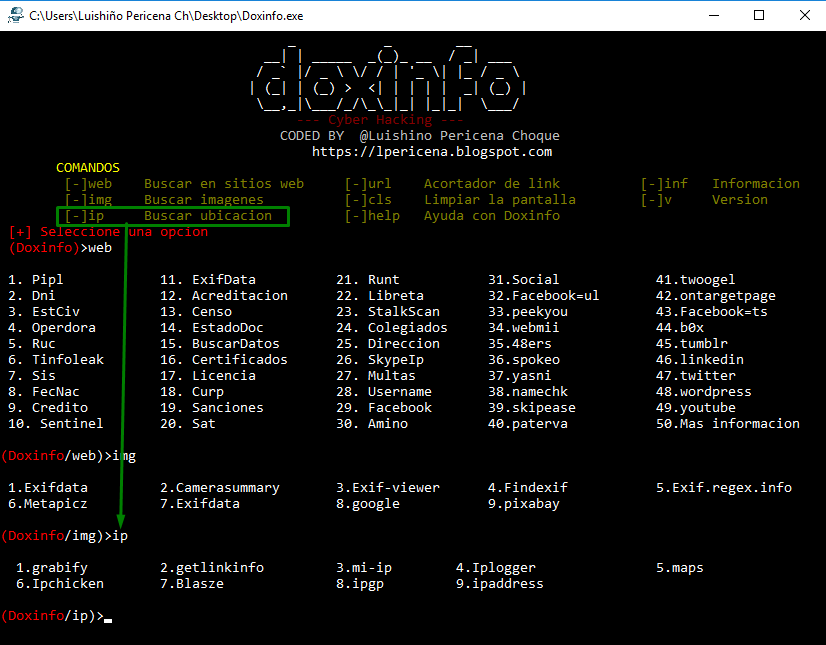 C:\Users\Luishiño Pericena Ch\Desktop\Doxinfo.exe
doxinfo
--- Cyber Hacking ---
CODED BY  @Luishino Pericena Choque
https://lpericena.blogspot.com
COMANDOS
[-]web    Buscar en sitios web    [-]url    Acortador de link    [-]inf   Informacion
[-]img    Buscar imagenes    [-]cls    Limpiar la pantalla    [-]v    Version
[-]ip    Buscar ubicacion    [-]help   Ayuda con Doxinfo
[+] Seleccione una opcion
(Doxinfo)>web
1. Pipl    11. ExifData    21. Runt    31.Social    41.twoogel
2. Dni    12. Acreditacion    22. Libreta    32.Facebook=ul    42.ontargetpage
3. EstCiv    13. Censo    23. StalkScan    33.peekyou    43.Facebook=ts
4. Operdora    14. EstadoDoc    24. Colegiados    34.webmii    44.b0x
5. Ruc    15. BuscarDatos    25. Direccion    35.48ers    45.tumblr
6. Tinfoleak    16. Certificados    26. SkypeIp    36.spokeo    46.linkedin
7. Sis    17. Licencia    27. Multas    37.yasni    47.twitter
8. FecNac    18. Curp    28. Username    38.namechk    48.wordpress
9. Credito    19. Sanciones    29. Facebook    39.skipease    49.youtube
10. Sentinel    20. Sat    30. Amino    40.paterva    50.Mas informacion
(Doxinfo/web)>img
1.Exifdata    2.Camerasummary    3.Exif-viewer    4.Findexif    5.Exif.regex.info
6.Metapicz    7.Exifdata    8.google    9.pixabay
(Doxinfo/img)>ip
1.grabify    2.getlinkinfo    3.mi-ip    4.Iplogger    5.maps
6.Ipchicken    7.Blasze    8.ipgp    9.ipaddress
(Doxinfo/ip)>